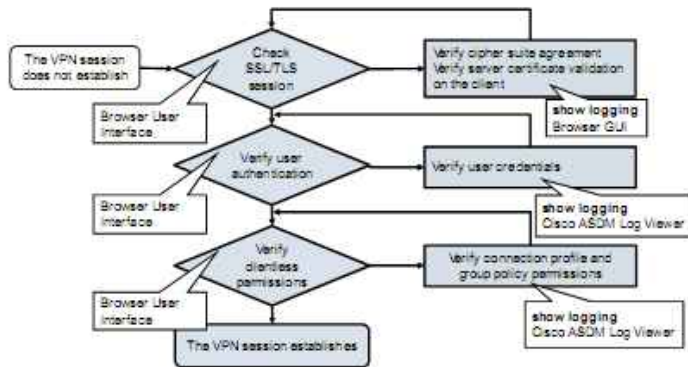 The VPN session
does not establish
Check
SSL/TLS
session
Verify cipher suite agreement
Verify server certificate validation
on the client
Browser User
Interface
show logging
Browser GUI
Verify user
authentication
Verify user credentials
Browser User
Interface
show logging
Cisco ASDM Log Viewer
Verify
clientless
permissions
Verify connection profile and
group policy permissions
Browser User
Interface
show logging
Cisco ASDM Log Viewer
The VPN session establishes